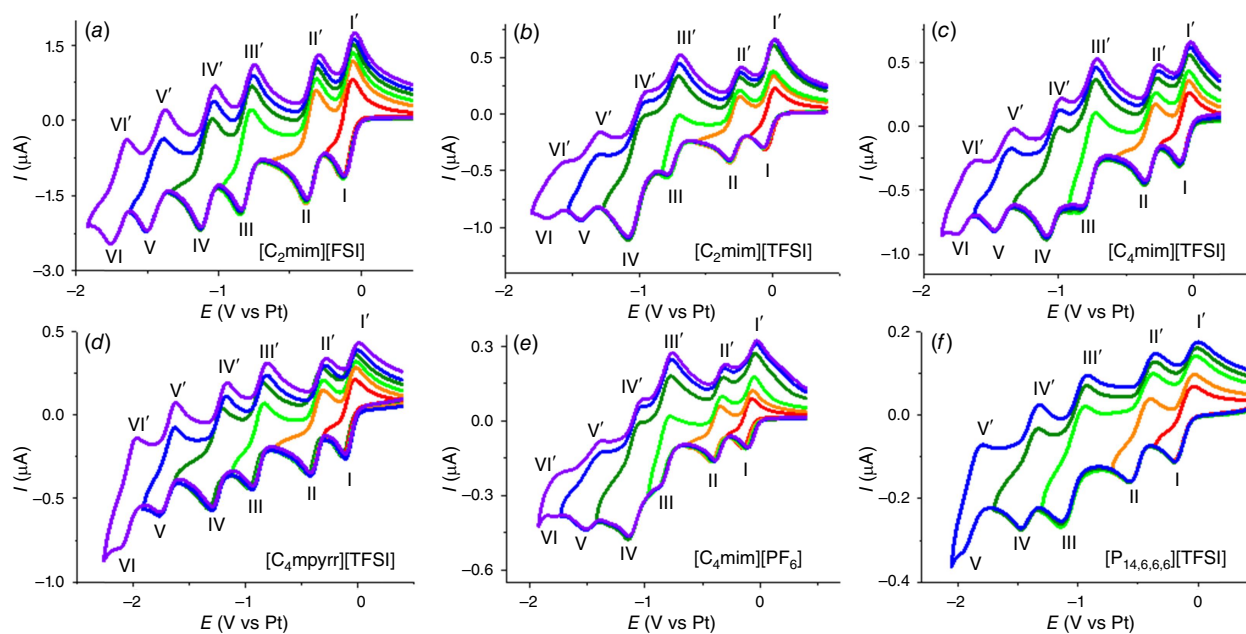 (a)
I′
II′
III′
IV′
V′
VI′
1.5
0.0
−1.5
−3.0
I (μA)
I
II
III
IV
V
VI
[C2mim][FSI]
−2
−1
0
E (V vs Pt)
(b)
I′
II′
III′
IV′
V′
VI′
0.5
0.0
−0.5
−1.0
I (μA)
I
II
III
IV
V
VI
[C2mim][TFSI]
−2
−1
0
E (V vs Pt)
(c)
I′
II′
III′
IV′
V′
VI′
0.5
0.0
−0.5
−1.0
I (μA)
I
II
III
IV
V
VI
[C4mim][TFSI]
−2
−1
0
E (V vs Pt)
(d)
I′
II′
III′
IV′
V′
VI′
0.5
0.0
−0.5
−1.0
I (μA)
I
II
III
IV
V
VI
[C4mpyrr][TFSI]
−2
−1
0
E (V vs Pt)
(e)
I′
II′
III′
IV′
V′
VI′
0.3
0.0
−0.3
−0.6
I (μA)
I
II
III
IV
V
VI
[C4mim][PF6]
−2
−1
0
E (V vs Pt)
(f)
I′
II′
III′
IV′
V′
0.2
0.0
−0.2
−0.4
I (μA)
I
II
III
IV
V
[P14,6,6,6][TFSI]
−2
−1
0
E (V vs Pt)